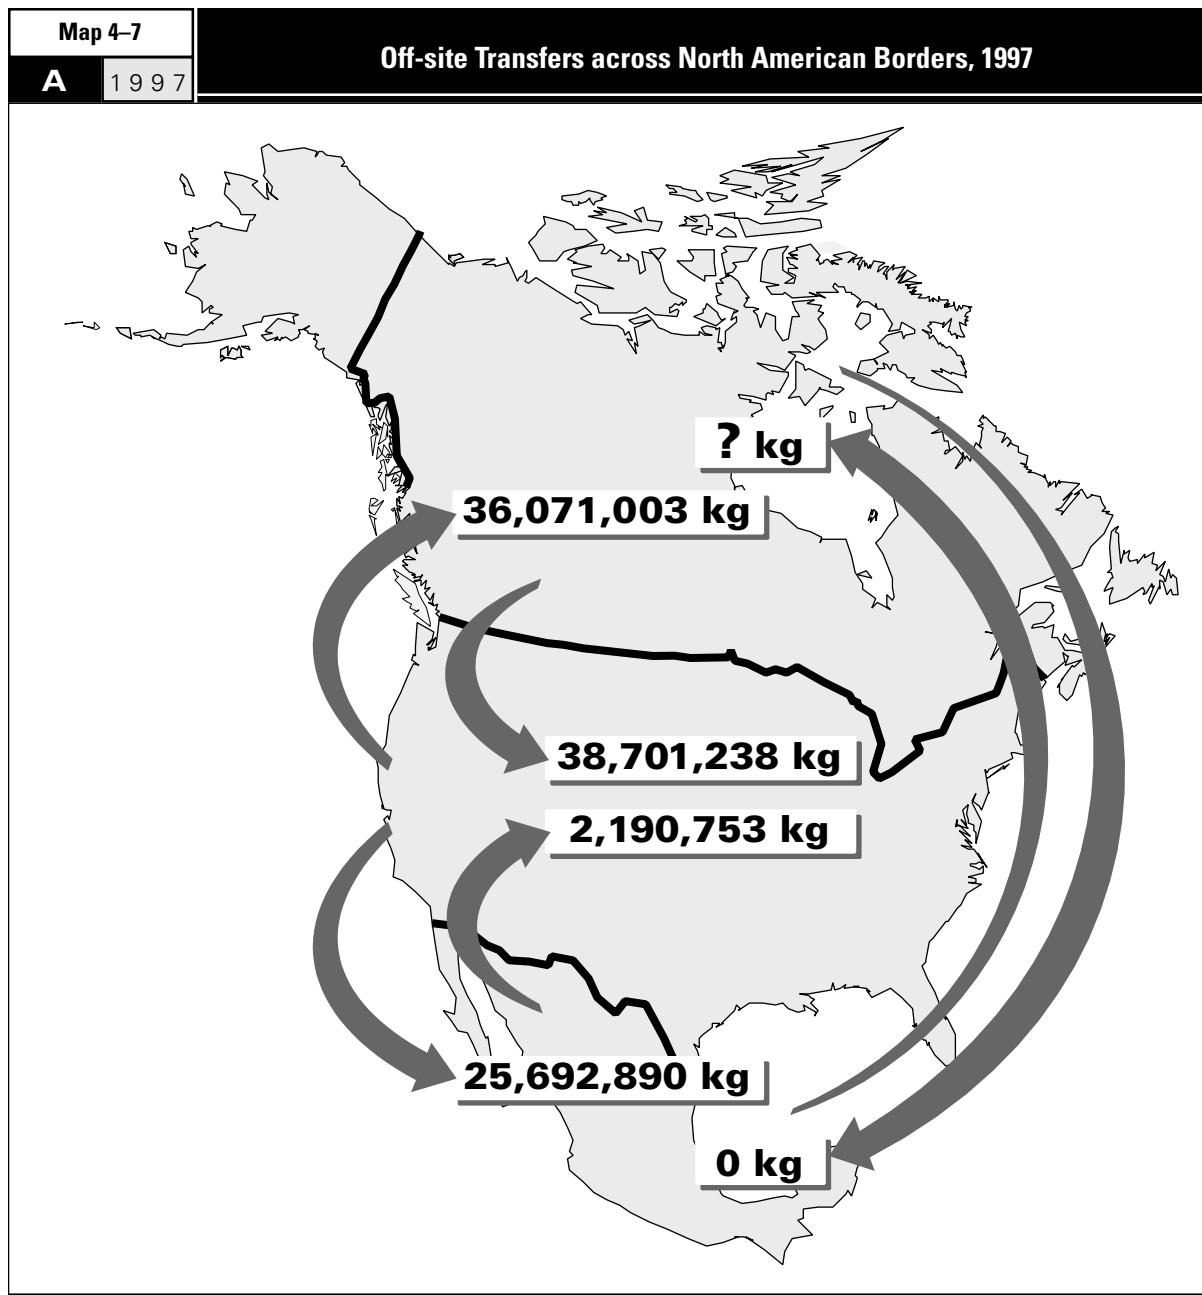 Map 4–7
A 1997
Off-site Transfers across North American Borders, 1997
? kg
36,071,003 kg
38,701,238 kg
2,190,753 kg
25,692,890 kg
0 kg